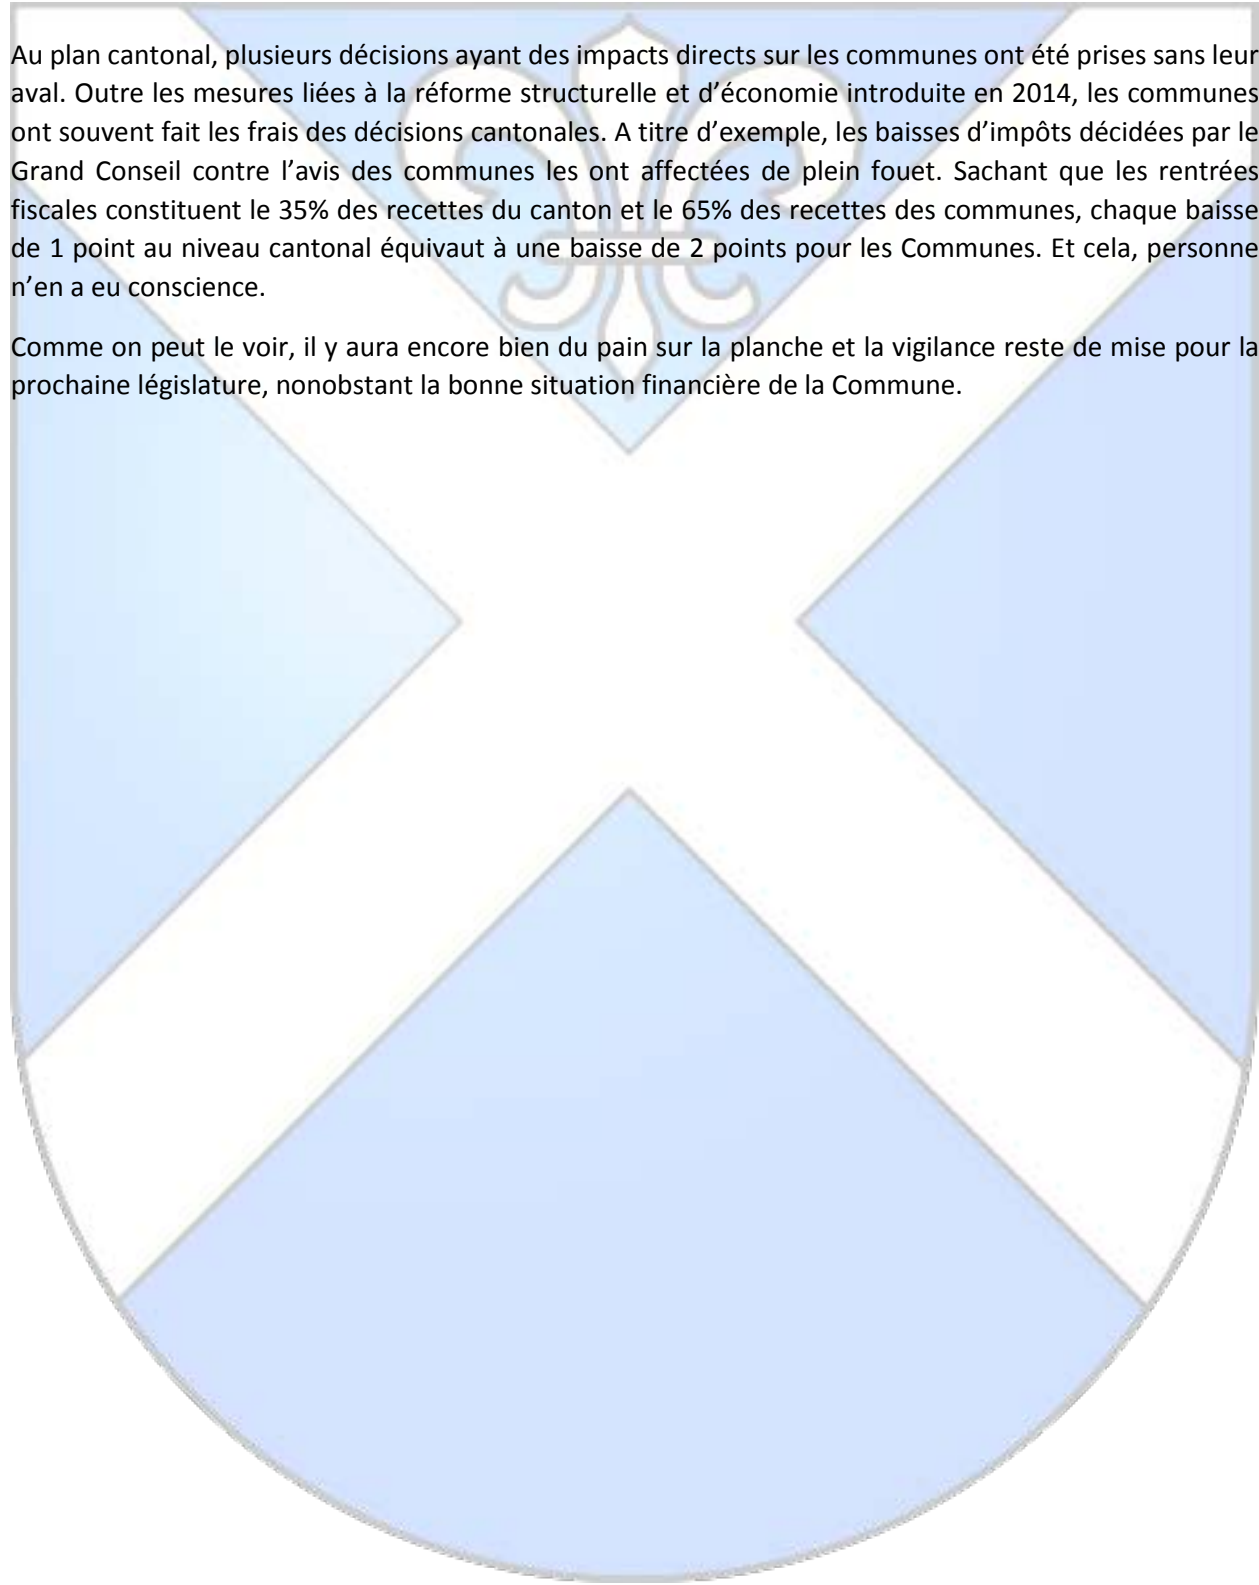 Au plan cantonal, plusieurs décisions ayant des impacts directs sur les communes ont été prises sans leur
aval. Outre les mesures liées à la réforme structurelle et d’économie introduite en 2014, les communes
ont souvent fait les frais des décisions cantonales. A titre d’exemple, les baisses d’impôts décidées par le
Grand Conseil contre l’avis des communes les ont affectées de plein fouet. Sachant que les rentrées
fiscales constituent le 35% des recettes du canton et le 65% des recettes des communes, chaque baisse
de 1 point au niveau cantonal équivaut à une baisse de 2 points pour les Communes. Et cela, personne
n’en a eu conscience.
Comme on peut le voir, il y aura encore bien du pain sur la planche et la vigilance reste de mise pour la
prochaine législature, nonobstant la bonne situation financière de la Commune.